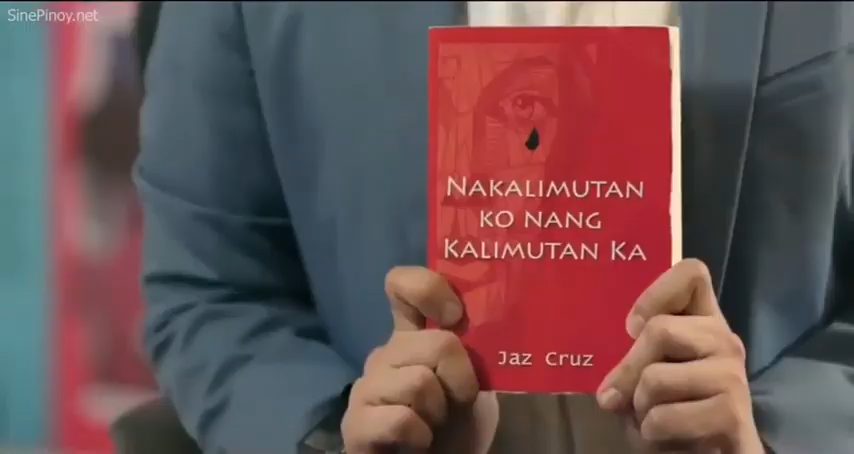 SinePinoy.net
NAKALIMUTAN
KO NANG
KALIMUTAN KA
Jaz Cruz